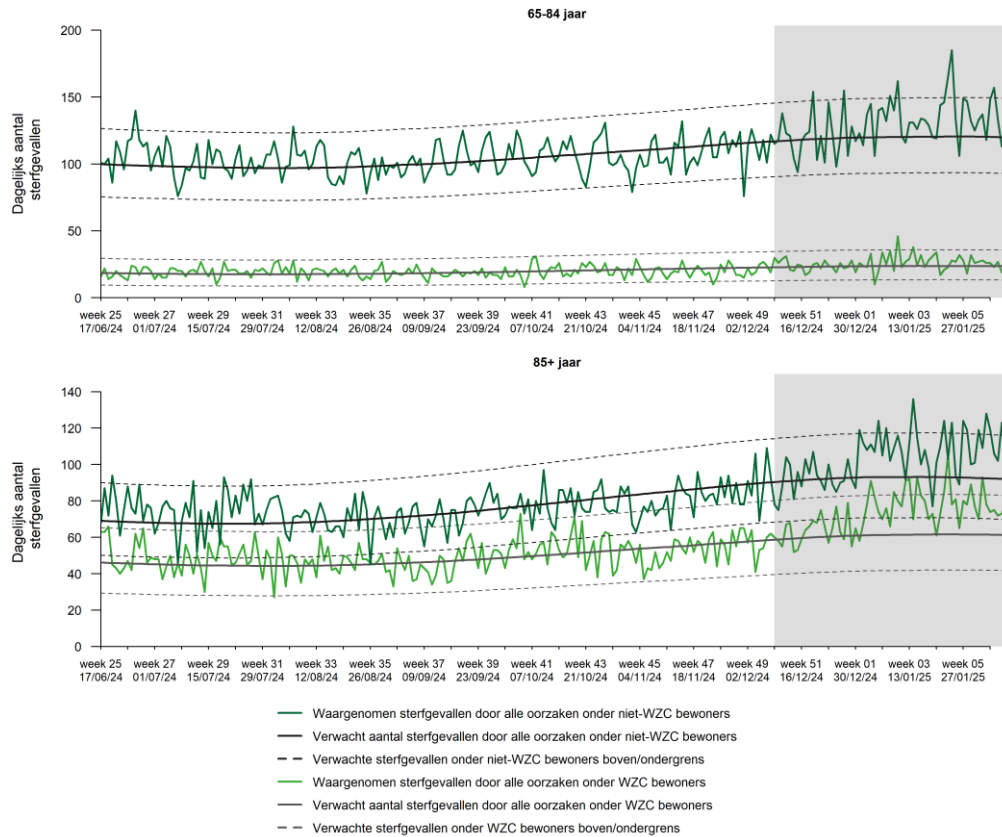 65-84 jaar
Dagelijks aantal
sterfgevallen
200
150
100
50
0
week 25 week 27 week 29 week 31 week 33 week 35 week 37 week 39 week 41 week 43 week 45 week 47 week 49 week 51 week 01 week 03 week 05
17/06/24 01/07/24 15/07/24 29/07/24 12/08/24 26/08/24 09/09/24 23/09/24 07/10/24 21/10/24 04/11/24 18/11/24 02/12/24 16/12/24 30/12/24 13/01/25 27/01/25
85+ jaar
Dagelijks aantal
sterfgevallen
140
120
100
80
60
40
20
0
week 25 week 27 week 29 week 31 week 33 week 35 week 37 week 39 week 41 week 43 week 45 week 47 week 49 week 51 week 01 week 03 week 05
17/06/24 01/07/24 15/07/24 29/07/24 12/08/24 26/08/24 09/09/24 23/09/24 07/10/24 21/10/24 04/11/24 18/11/24 02/12/24 16/12/24 30/12/24 13/01/25 27/01/25
Waargenomen sterfgevallen door alle oorzaken onder niet-WZC bewoners
Verwacht aantal sterfgevallen door alle oorzaken onder niet-WZC bewoners
Verwachte sterfgevallen onder niet-WZC bewoners boven/ondergrens
Waargenomen sterfgevallen door alle oorzaken onder WZC bewoners
Verwacht aantal sterfgevallen door alle oorzaken onder WZC bewoners
Verwachte sterfgevallen onder WZC bewoners boven/ondergrens